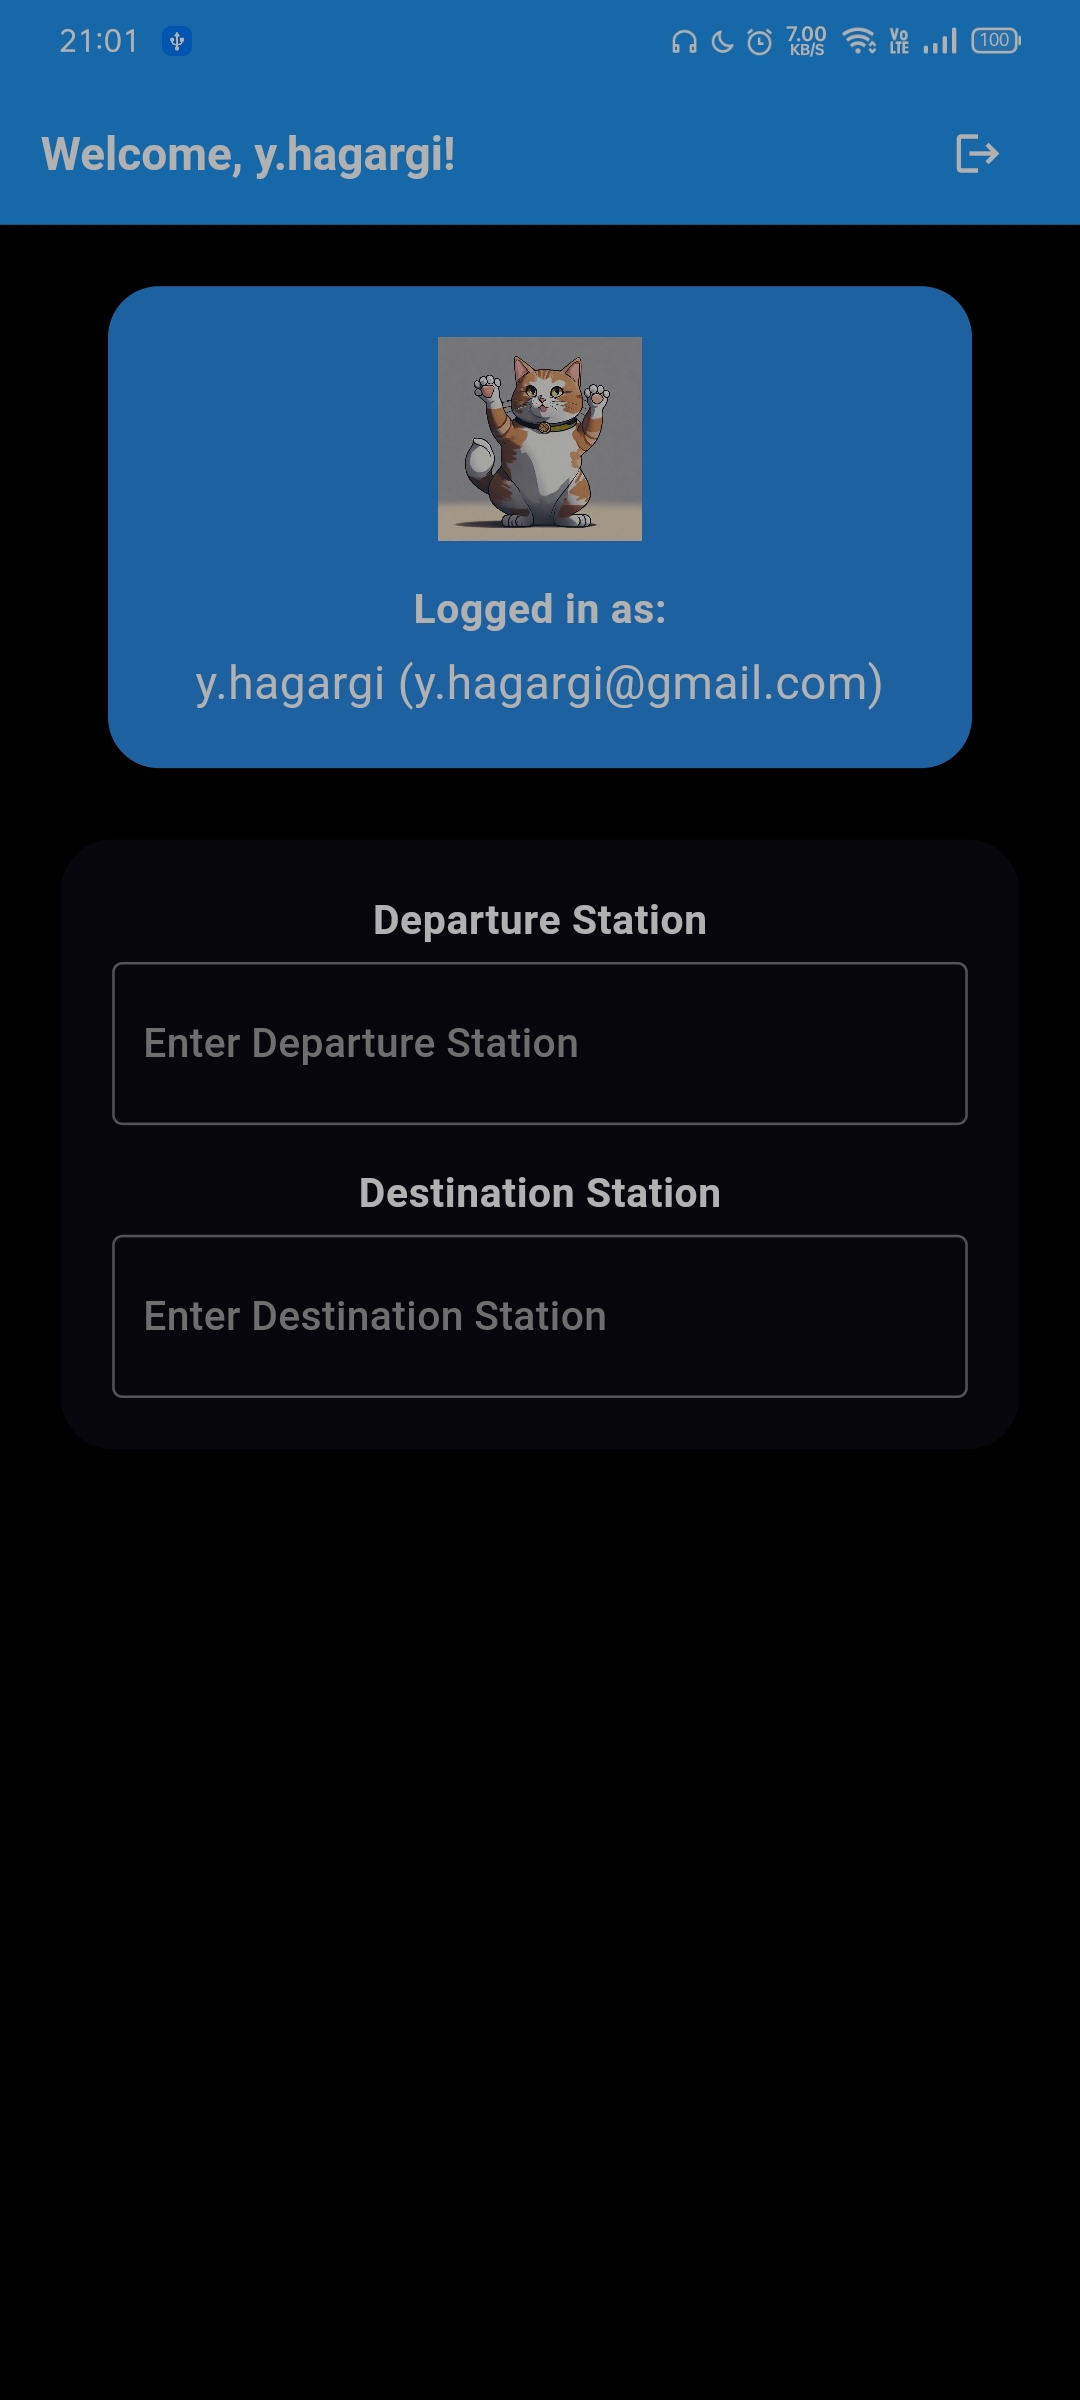 21:01
7.00
KB/S
Vo
LTE
100
Welcome, y.hagargi!
Logged in as:
y.hagargi (y.hagargi@gmail.com)
Departure Station
Enter Departure Station
Destination Station
Enter Destination Station